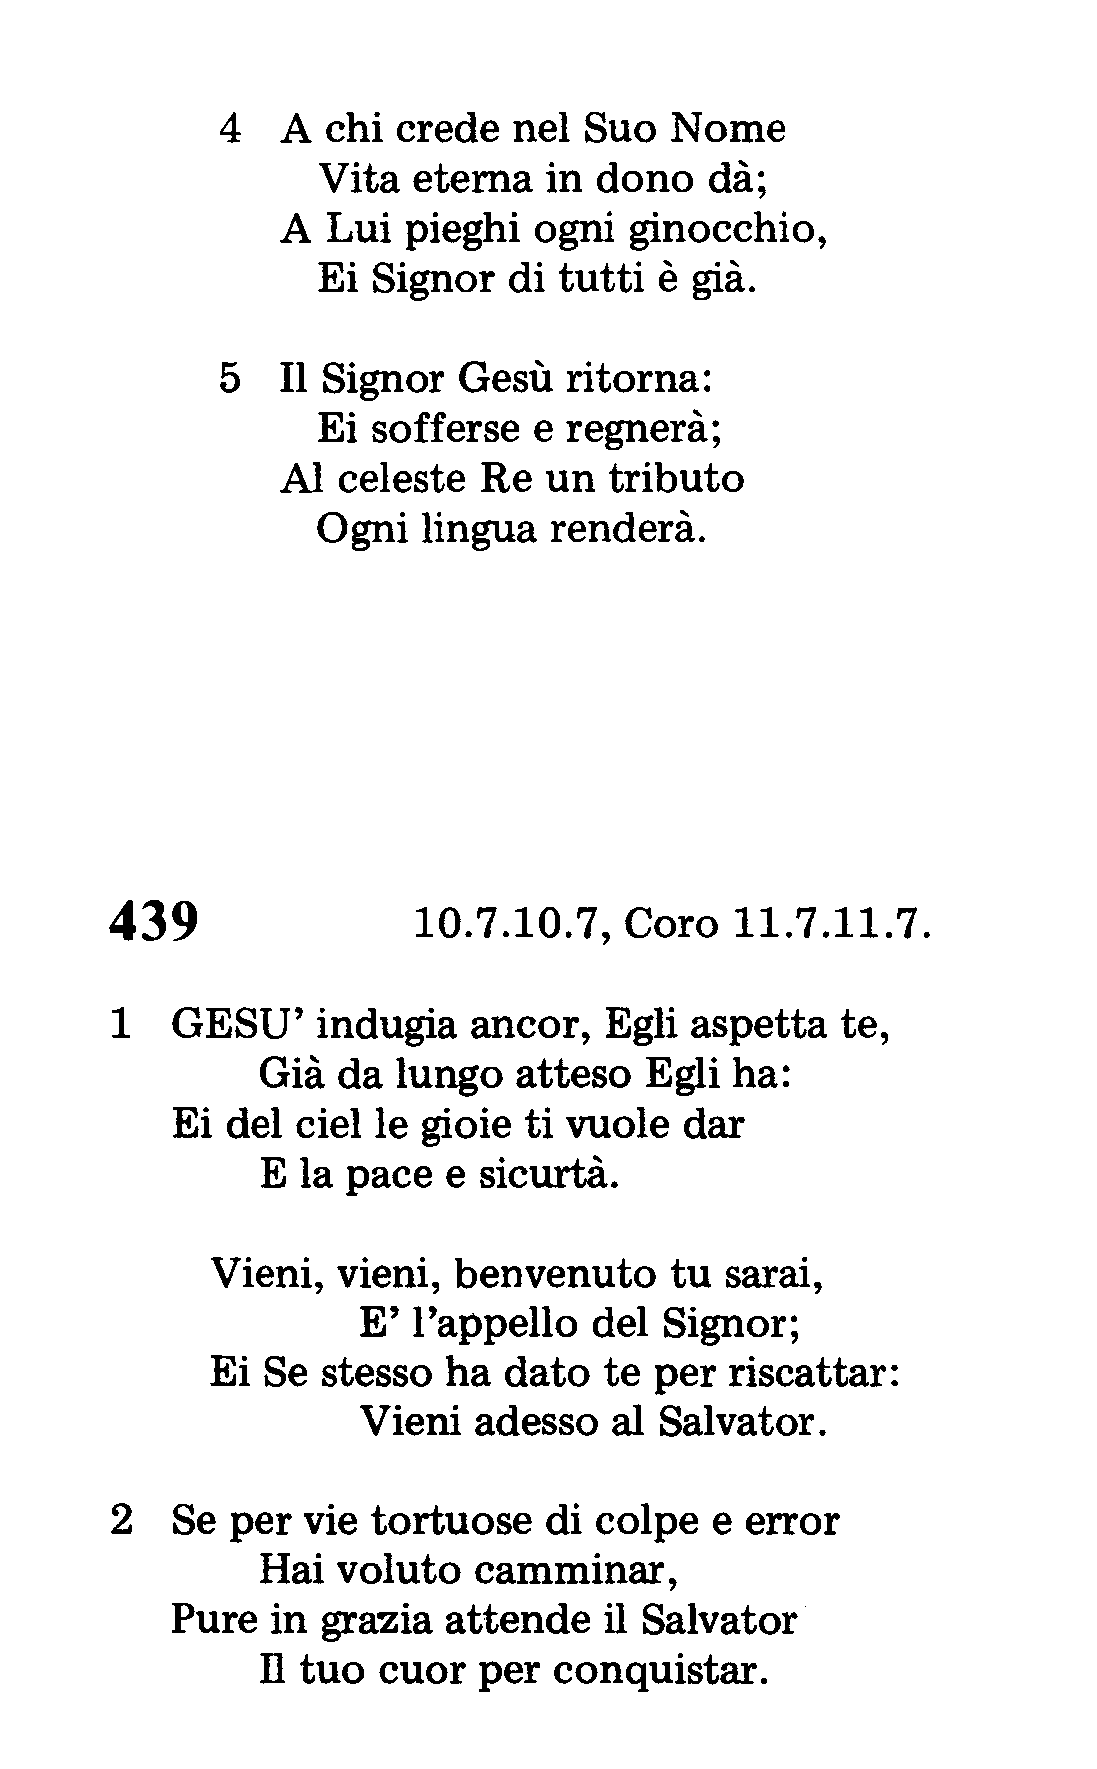 4 A chi crede nel Suo Nome
Vita eterna in dono dà;
A Lui pieghi ogni ginocchio,
Ei Signor di tutti è già.
5 Il Signor Gesù ritorna:
Ei sofferse e regnerà;
Al celeste Re un tributo
Ogni lingua renderà.
439 10.7.10.7, Coro 11.7.11.7.
1 GESU’ indugia ancor, Egli aspetta te,
Già da lungo atteso Egli ha:
Ei del ciel le gioie ti vuole dar
E la pace e sicurtà.
Vieni, vieni, benvenuto tu sarai,
E’ l’appello del Signor;
Ei Se stesso ha dato te per riscattar:
Vieni adesso al Salvator.
2 Se per vie tortuose di colpe e error
Hai voluto camminar,
Pure in grazia attende il Salvator
Il tuo cuor per conquistar.